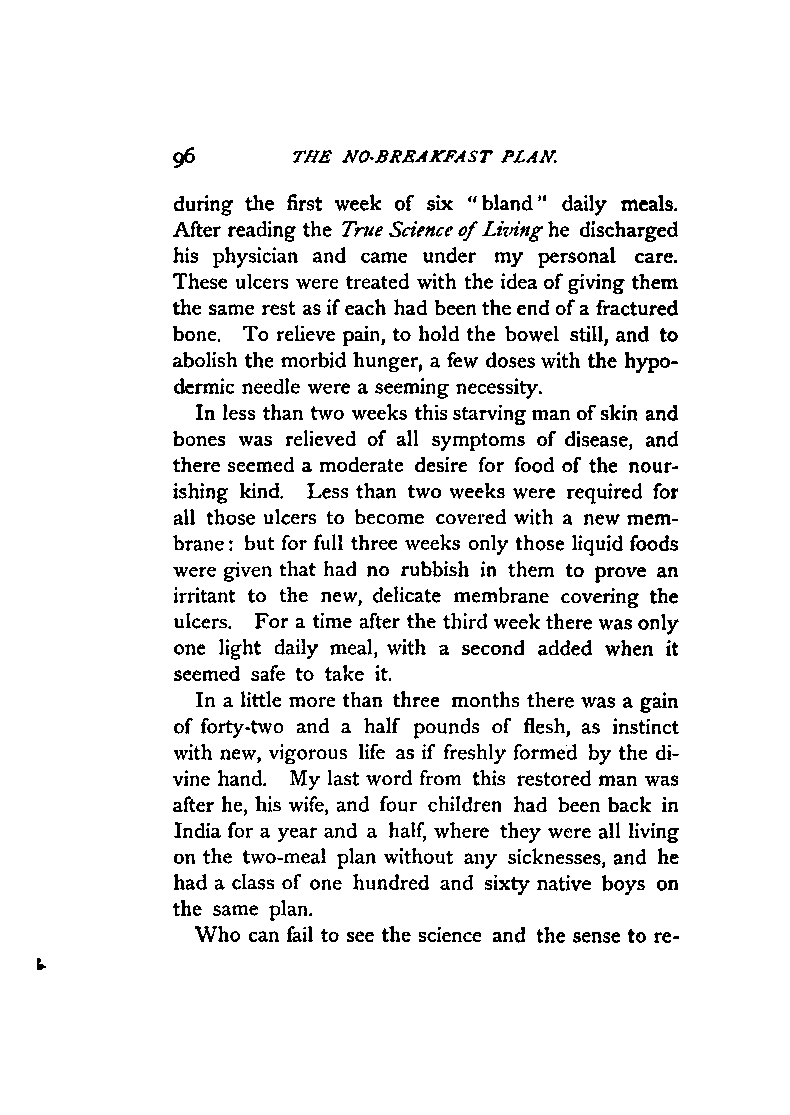 96 THE NO-BREAKFAST PLAN.
during the first week of six "bland" daily meals.
After reading the True Science of Living he discharged
his physician and came under my personal care.
These ulcers were treated with the idea of giving them
the same rest as if each had been the end of a fractured
bone. To relieve pain, to hold the bowel still, and to
abolish the morbid hunger, a few doses with the hypo-
dermic needle were a seeming necessity.
In less than two weeks this starving man of skin and
bones was relieved of all symptoms of disease, and
there seemed a moderate desire for food of the nour-
ishing kind. Less than two weeks were required for
all those ulcers to become covered with a new mem-
brane: but for full three weeks only those liquid foods
were given that had no rubbish in them to prove an
irritant to the new, delicate membrane covering the
ulcers. For a time after the third week there was only
one light daily meal, with a second added when it
seemed safe to take it.
In a little more than three months there was a gain
of forty-two and a half pounds of flesh, as instinct
with new, vigorous life as if freshly formed by the di-
vine hand. My last word from this restored man was
after he, his wife, and four children had been back in
India for a year and a half, where they were all living
on the two-meal plan without any sicknesses, and he
had a class of one hundred and sixty native boys on
the same plan.
Who can fail to see the science and the sense to re-